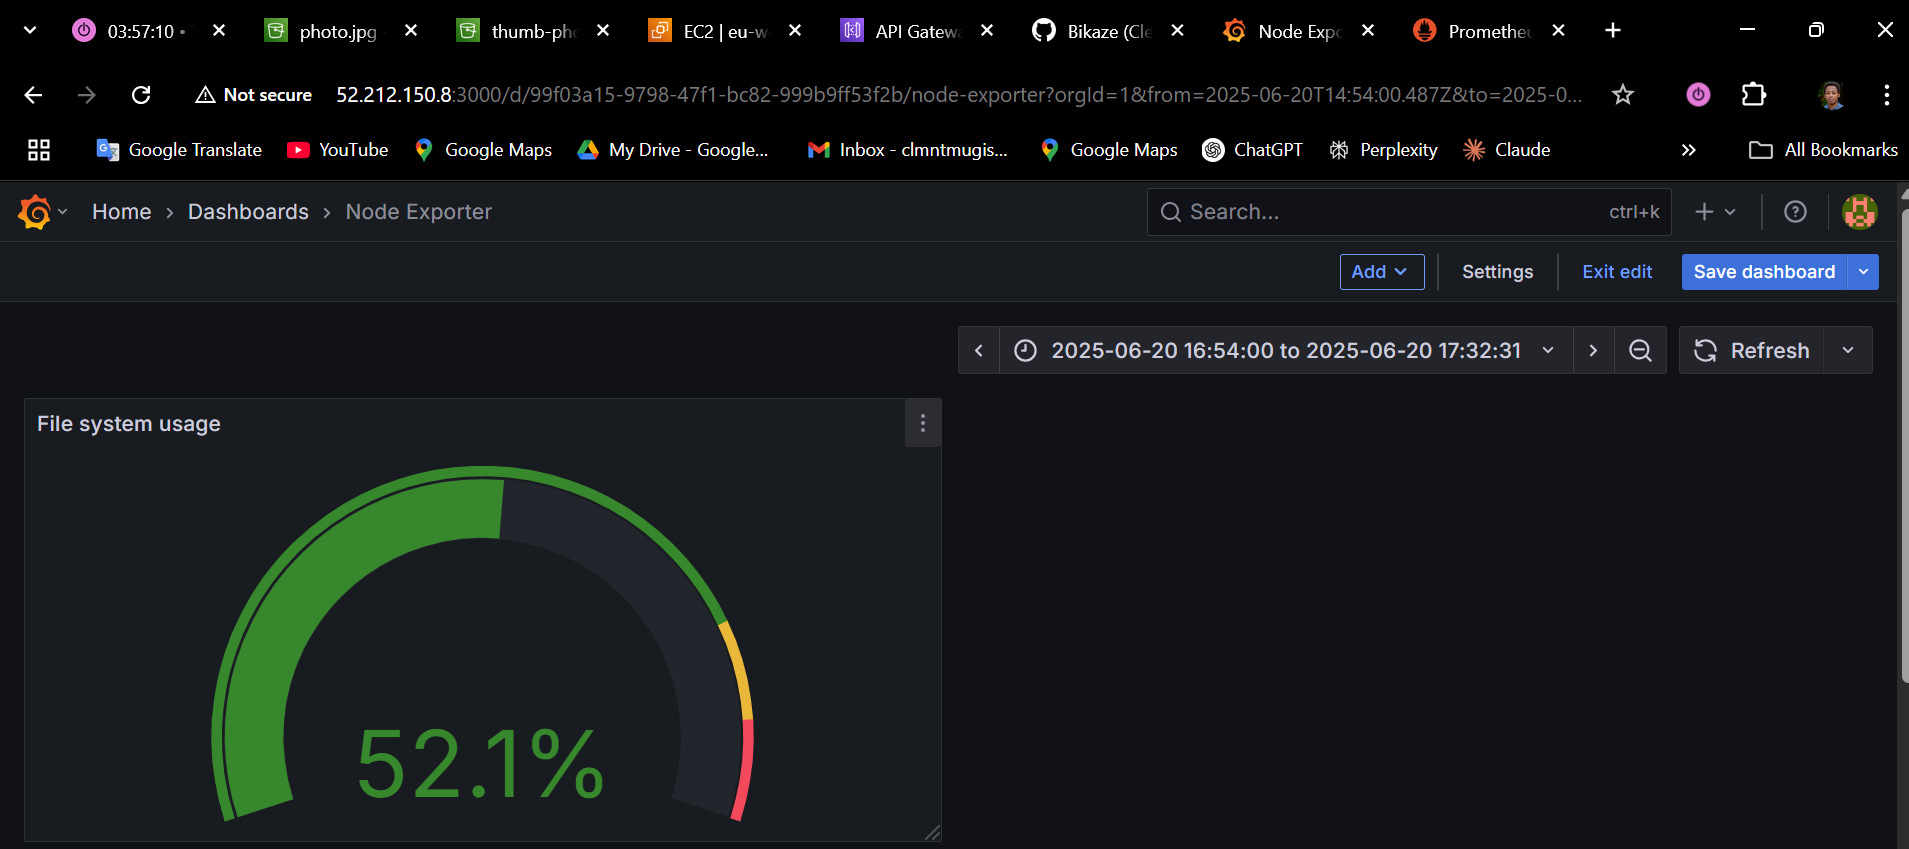 03:57:10 •
photo.jpg
thumb-pho
EC2 | eu-w
API Gatew
Bikaze (Cle
Node Expo
Prometheu
Not secure
52.212.150.8:3000/d/99f03a15-9798-47f1-bc82-999b9ff53f2b/node-exporter?orgId=1&from=2025-06-20T14:54:00.487Z&to=2025-0...
Google Translate
YouTube
Google Maps
My Drive - Google...
Inbox - clmntmugis...
Google Maps
ChatGPT
Perplexity
Claude
»
All Bookmarks
Home › Dashboards › Node Exporter
Search...
ctrl+k
Add
Settings
Exit edit
Save dashboard
2025-06-20 16:54:00 to 2025-06-20 17:32:31
Refresh
File system usage
52.1%